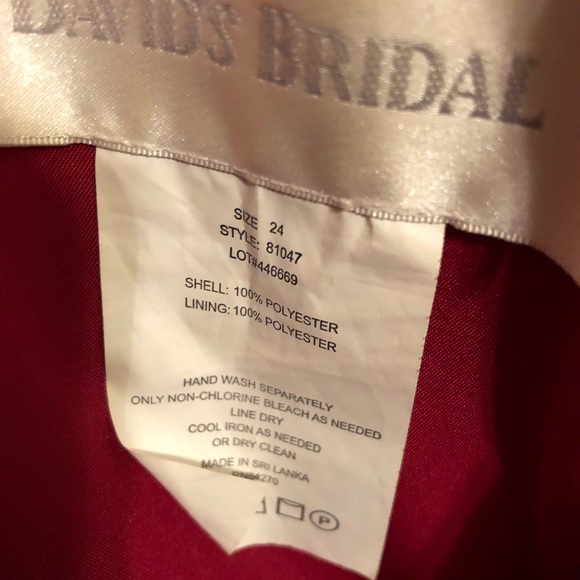 DAVID'S BRIDAL
SIZE 24
STYLE: 81047
LOT#446669
SHELL: 100% POLYESTER
LINING: 100% POLYESTER
HAND WASH SEPARATELY
ONLY NON-CHLORINE BLEACH AS NEEDED
LINE DRY
COOL IRON AS NEEDED
OR DRY CLEAN
MADE IN SRI LANKA
P